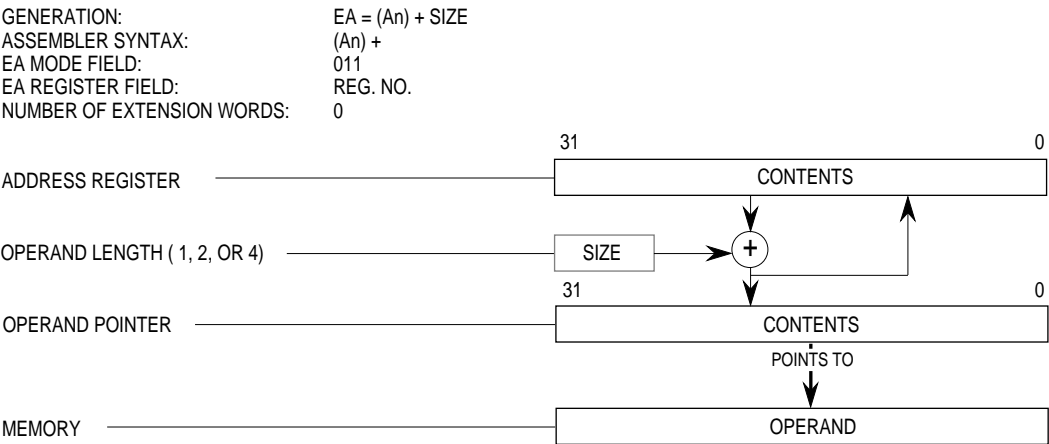 GENERATION: EA = (An) + SIZE
ASSEMBLER SYNTAX: (An) +
EA MODE FIELD: 011
EA REGISTER FIELD: REG. NO.
NUMBER OF EXTENSION WORDS: 0
31 0
ADDRESS REGISTER CONTENTS
OPERAND LENGTH ( 1, 2, OR 4) SIZE +
31 0
OPERAND POINTER CONTENTS
POINTS TO
MEMORY OPERAND